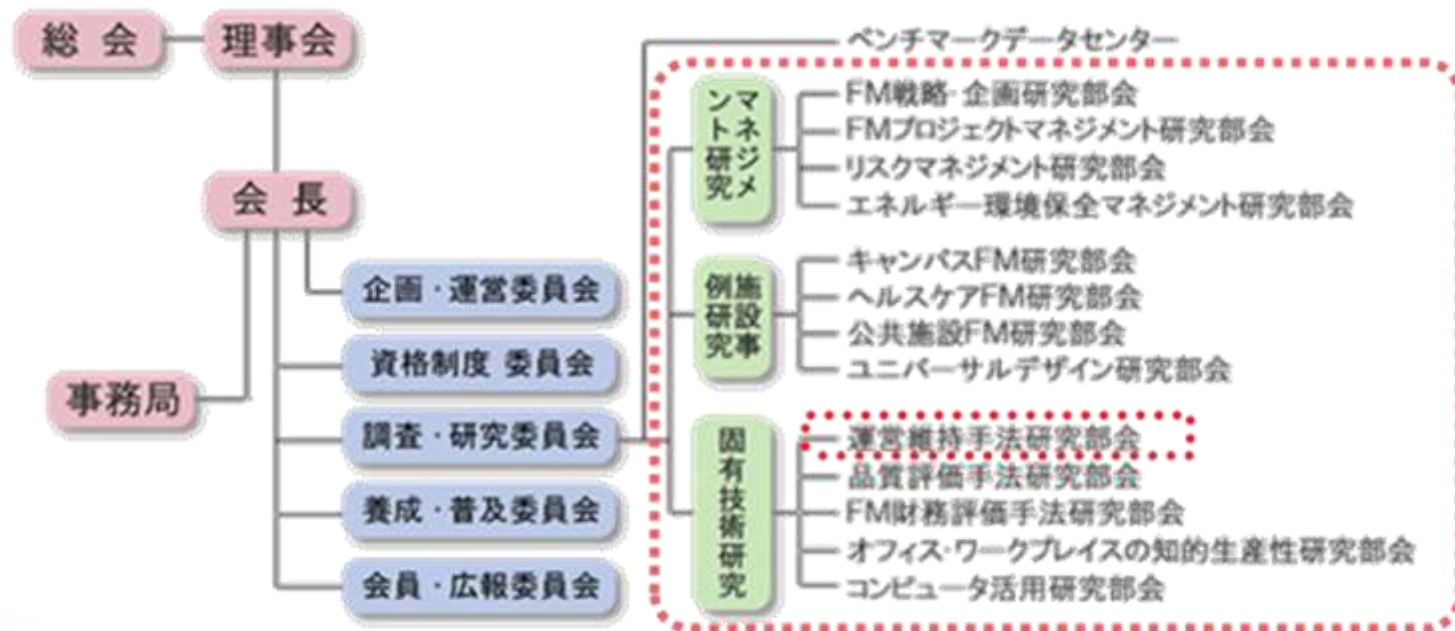 総 会
理事会
会 長
事務局
企画・運営委員会
資格制度 委員会
調査・研究委員会
養成・普及委員会
会員・広報委員会
ベンチマークデータセンター
マネジメント研究
FM戦略・企画研究部会
FMプロジェクトマネジメント研究部会
リスクマネジメント研究部会
エネルギー環境保全マネジメント研究部会
施設事例研究
キャンパスFM研究部会
ヘルスケアFM研究部会
公共施設FM研究部会
ユニバーサルデザイン研究部会
固有技術研究
運営維持手法研究部会
品質評価手法研究部会
FM財務評価手法研究部会
オフィス・ワークプレイスの知的生産性研究部会
コンピュータ活用研究部会